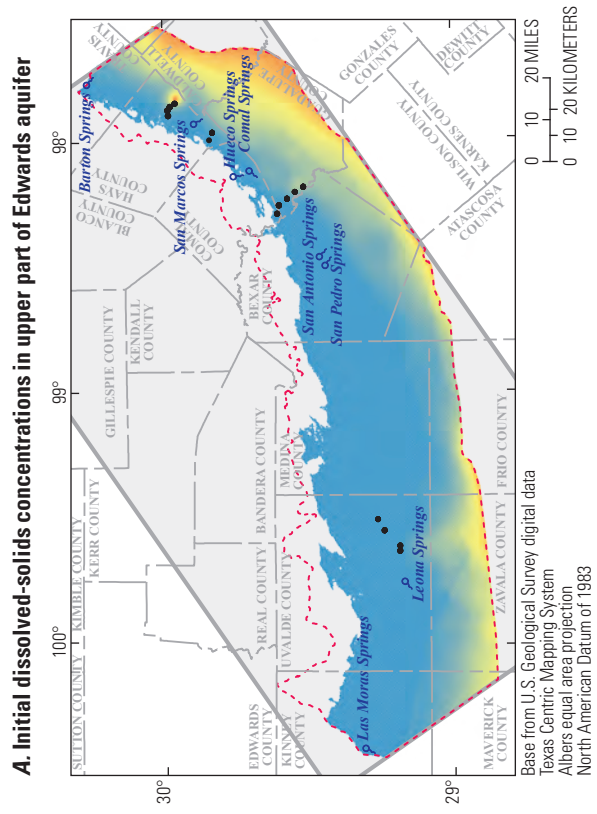 A. Initial dissolved-solids concentrations in upper part of Edwards aquifer
100°
99°
98°
30°
29°
SUTTON COUNTY
KIMBLE COUNTY
KERR COUNTY
GILLESPIE COUNTY
KENDALL
COUNTY
BLANCO
COUNTY
HAYS
COUNTY
TRAVIS
COUNTY
CALDWELL
COUNTY
EDWARDS
COUNTY
REAL COUNTY
BANDERA COUNTY
BEXAR
COUNTY
COMAL
COUNTY
GUADALUPE
COUNTY
KINNEY
COUNTY
UVALDE COUNTY
MEDINA
COUNTY
GONZALES
COUNTY
DEWITT
COUNTY
WILSON COUNTY
KARNES COUNTY
ATASCOSA
COUNTY
MAVERICK
COUNTY
ZAVALA COUNTY
FRIO COUNTY
Barton Springs
San Marcos Springs
Hueco Springs
Comal Springs
San Antonio Springs
San Pedro Springs
Leona Springs
Las Moras Springs
Base from U.S. Geological Survey digital data
Texas Centric Mapping System
Albers equal area projection
North American Datum of 1983
0 10 20 MILES
0 10 20 KILOMETERS